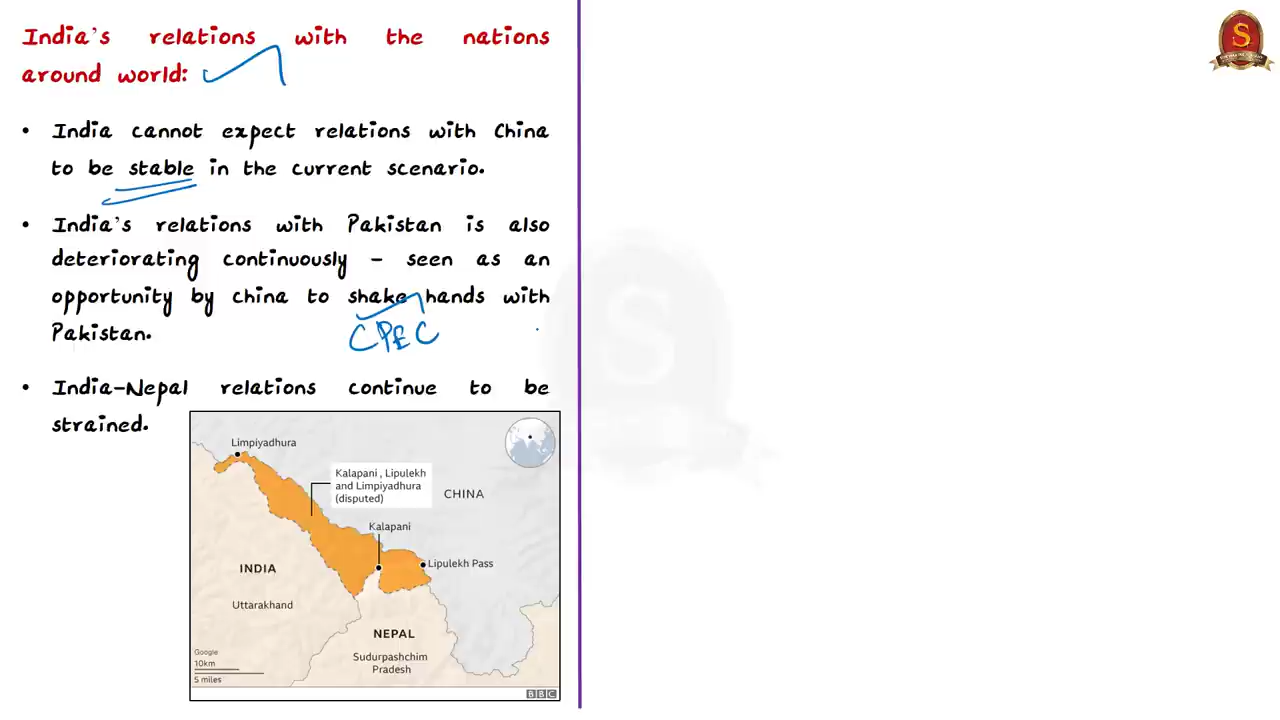 India's relations with the nations
around world:
• India cannot expect relations with China
to be stable in the current scenario.
• India's relations with Pakistan is also
deteriorating continuously – seen as an
opportunity by china to shake hands with
Pakistan.
CPEC
• India-Nepal relations continue to be
strained.
Limpiyadhura
Kalapani , Lipulekh
and Limpiyadhura
(disputed)
CHINA
Kalapani
Lipulekh Pass
INDIA
Uttarakhand
NEPAL
Sudurpashchim
Pradesh
Google
10km
5 miles
BBC
S
S